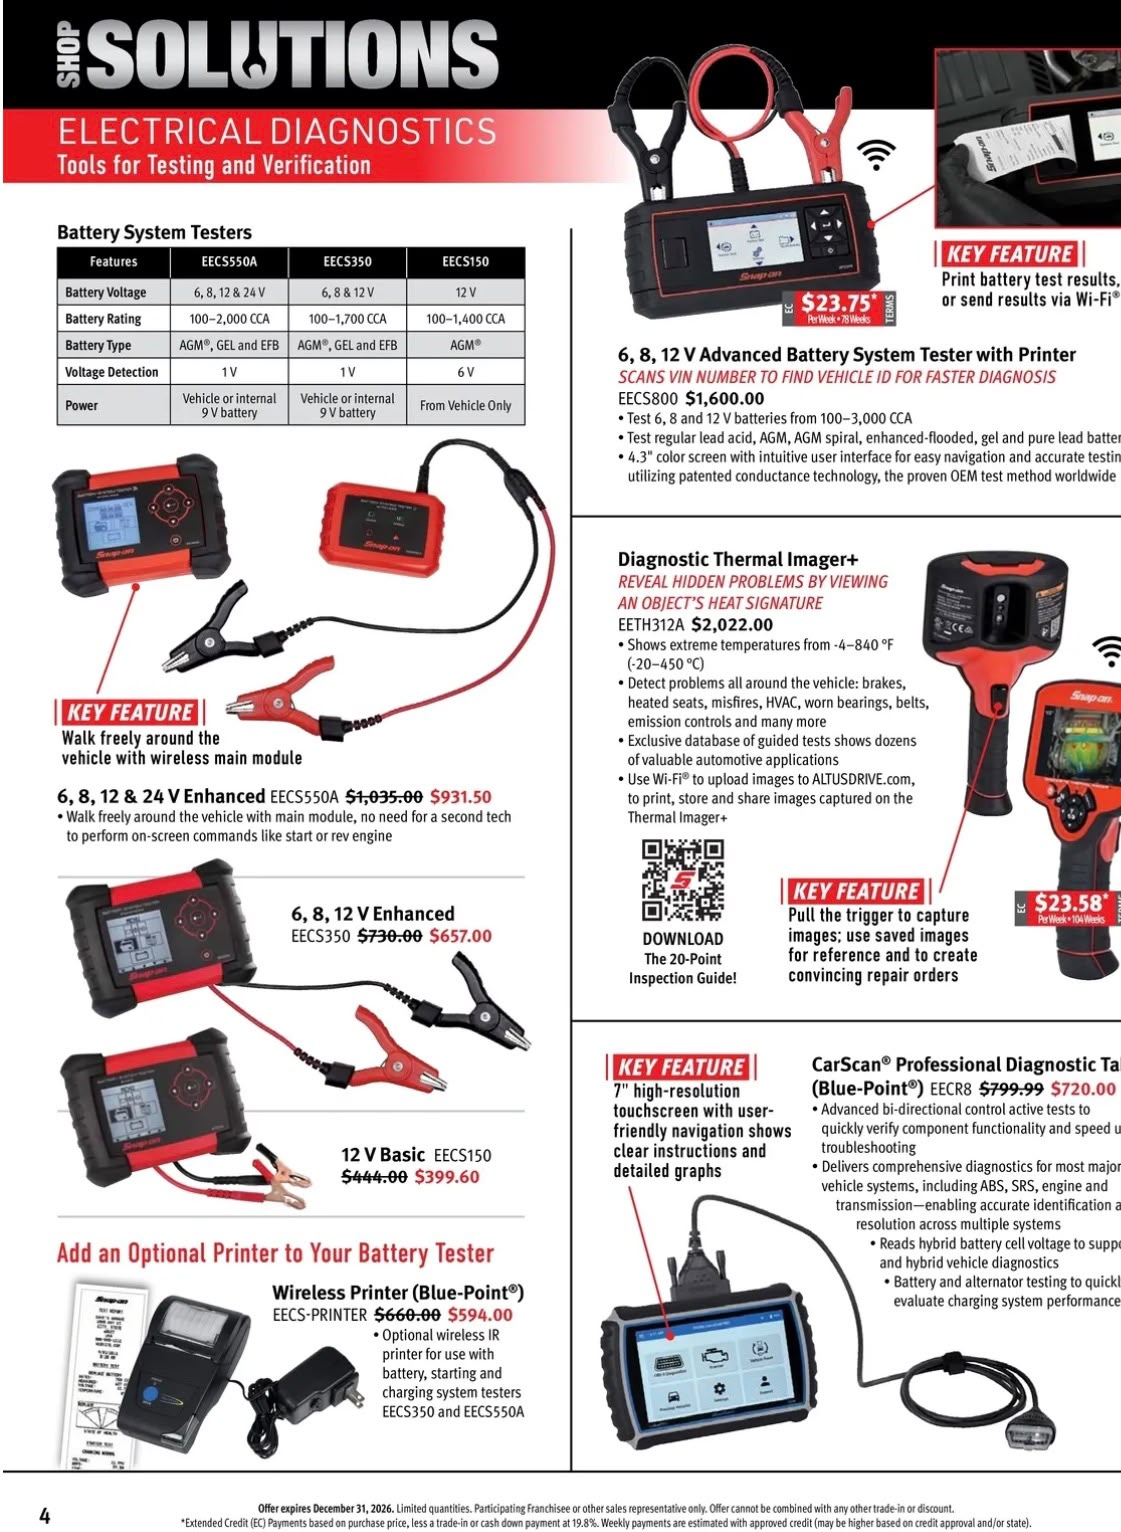 SHOP SOLUTIONS
ELECTRICAL DIAGNOSTICS
Tools for Testing and Verification
Battery System Testers
Features EECS550A EECS350 EECS150
Battery Voltage 6, 8, 12 & 24 V 6, 8 & 12 V 12 V
Battery Rating 100–2,000 CCA 100–1,700 CCA 100–1,400 CCA
Battery Type AGM®, GEL and EFB AGM®, GEL and EFB AGM®
Voltage Detection 1 V 1 V 6 V
Power Vehicle or internal 9 V battery Vehicle or internal 9 V battery From Vehicle Only
Snap-on
Snap-on
KEY FEATURE
Walk freely around the
vehicle with wireless main module
6, 8, 12 & 24 V Enhanced EECS550A $1,035.00 $931.50
• Walk freely around the vehicle with main module, no need for a second tech
to perform on-screen commands like start or rev engine
Snap-on
6, 8, 12 V Enhanced
EECS350 $730.00 $657.00
Snap-on
12 V Basic EECS150
$444.00 $399.60
Add an Optional Printer to Your Battery Tester
Snap-on
Wireless Printer (Blue-Point®)
EECS-PRINTER $660.00 $594.00
• Optional wireless IR
printer for use with
battery, starting and
charging system testers
EECS350 and EECS550A
Snap-on
Snap-on
KEY FEATURE
Print battery test results,
or send results via Wi-Fi®
EC $23.75* TERMS
Per Week • 78 Weeks
6, 8, 12 V Advanced Battery System Tester with Printer
SCANS VIN NUMBER TO FIND VEHICLE ID FOR FASTER DIAGNOSIS
EECS800 $1,600.00
• Test 6, 8 and 12 V batteries from 100–3,000 CCA
• Test regular lead acid, AGM, AGM spiral, enhanced-flooded, gel and pure lead batter
• 4.3" color screen with intuitive user interface for easy navigation and accurate testin
utilizing patented conductance technology, the proven OEM test method worldwide
Diagnostic Thermal Imager+
REVEAL HIDDEN PROBLEMS BY VIEWING
AN OBJECT'S HEAT SIGNATURE
EETH312A $2,022.00
• Shows extreme temperatures from -4–840 °F
(-20–450 °C)
• Detect problems all around the vehicle: brakes,
heated seats, misfires, HVAC, worn bearings, belts,
emission controls and many more
• Exclusive database of guided tests shows dozens
of valuable automotive applications
• Use Wi-Fi® to upload images to ALTUSDRIVE.com,
to print, store and share images captured on the
Thermal Imager+
Snap-on
DOWNLOAD
The 20-Point
Inspection Guide!
KEY FEATURE
Pull the trigger to capture
images; use saved images
for reference and to create
convincing repair orders
EC $23.58*
Per Week • 104 Weeks
KEY FEATURE
7" high-resolution
touchscreen with user-
friendly navigation shows
clear instructions and
detailed graphs
CarScan® Professional Diagnostic Ta
(Blue-Point®) EECR8 $799.99 $720.00
• Advanced bi-directional control active tests to
quickly verify component functionality and speed u
troubleshooting
• Delivers comprehensive diagnostics for most major
vehicle systems, including ABS, SRS, engine and
transmission—enabling accurate identification a
resolution across multiple systems
• Reads hybrid battery cell voltage to suppo
and hybrid vehicle diagnostics
• Battery and alternator testing to quickl
evaluate charging system performance
Settings
4
Offer expires December 31, 2026. Limited quantities. Participating Franchisee or other sales representative only. Offer cannot be combined with any other trade-in or discount.
*Extended Credit (EC) Payments based on purchase price, less a trade-in or cash down payment at 19.8%. Weekly payments are estimated with approved credit (may be higher based on credit approval and/or state).